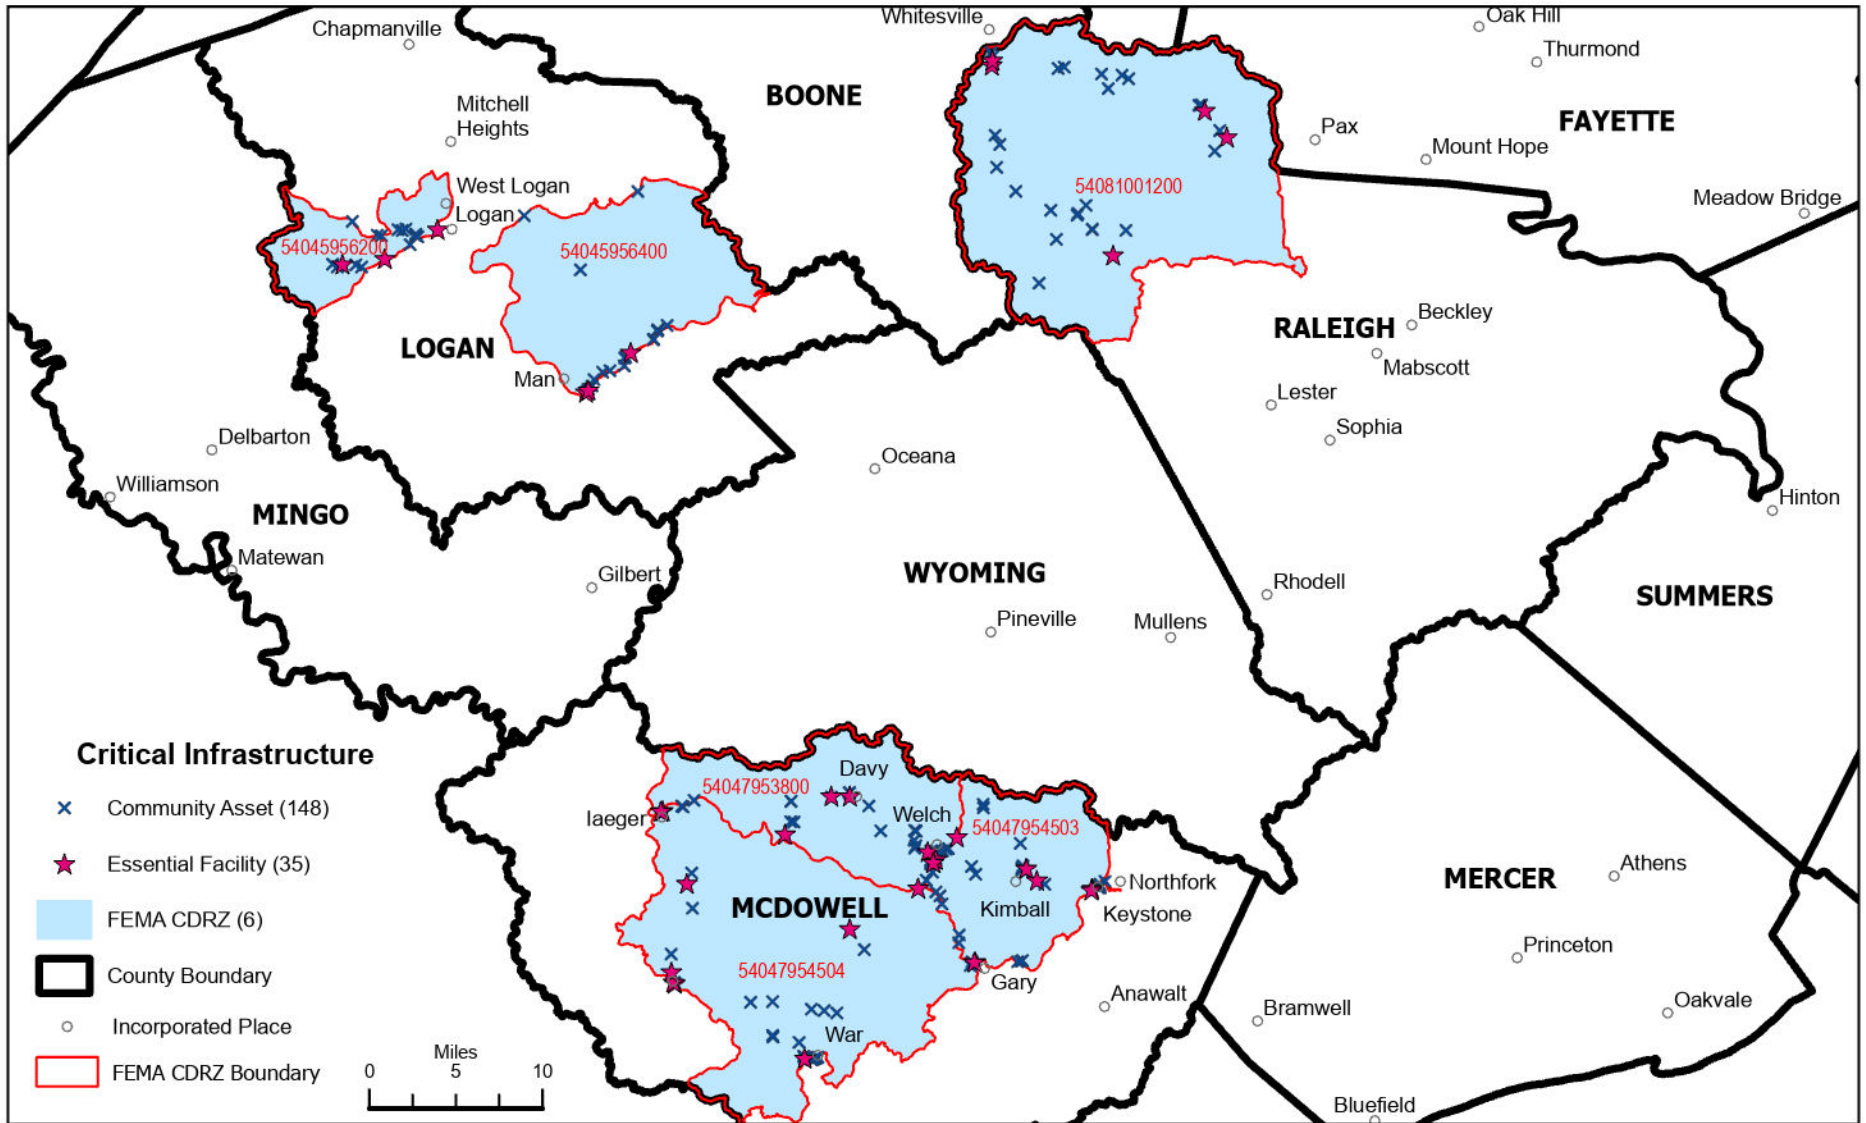 Whitesville
Oak Hill
Chapmanville
Thurmond
BOONE
Mitchell
Heights
FAYETTE
Pax
Mount Hope
West Logan
54081001200
Meadow Bridge
Logan
54045956200
54045956400
Beckley
RALEIGH
LOGAN
Mabscott
Man
Lester
Sophia
Delbarton
Oceana
Williamson
Hinton
MINGO
Matewan
Gilbert
WYOMING
Rhodell
SUMMERS
Pineville
Mullens
Critical Infrastructure
Community Asset (148)
Essential Facility (35)
FEMA CDRZ (6)
County Boundary
Incorporated Place
FEMA CDRZ Boundary
Miles
0 5 10
Davy
54047953800
Iaeger
Welch
54047954503
Athens
MERCER
Northfork
MCDOWELL
Kimball
Keystone
Princeton
54047954504
Gary
Anawalt
Oakvale
Bramwell
War
Bluefield